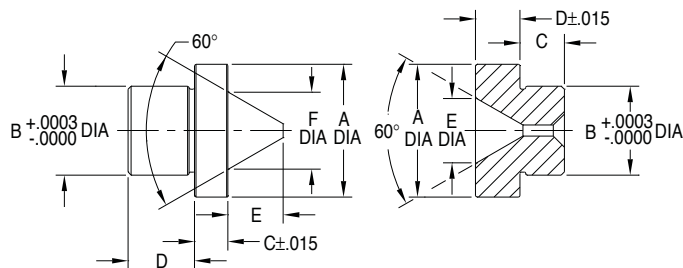 60°
B +.0003 -.0000 DIA
F DIA
A DIA
E
C±.015
D
D±.015
C
60°
A DIA
E DIA
B +.0003 -.0000 DIA